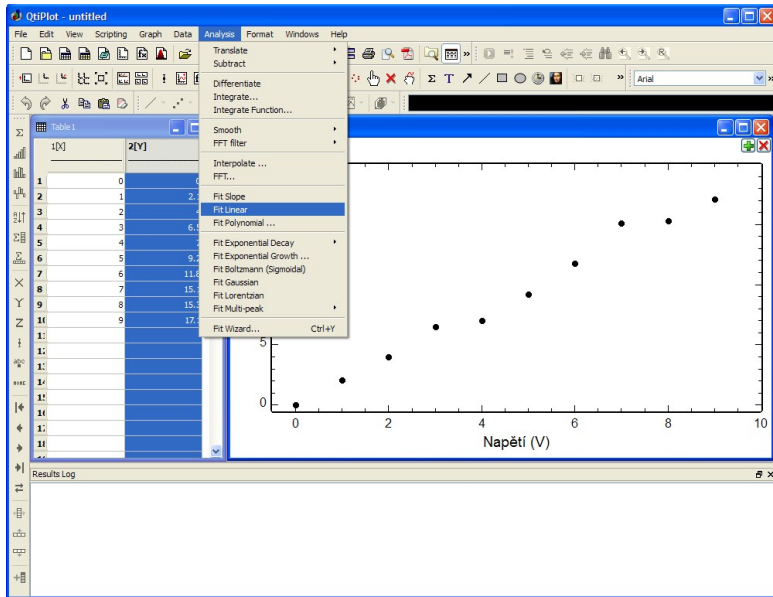 QtiPlot - untitled
File Edit View Scripting Graph Data Analysis Format Windows Help
Arial
Translate
Subtract
Differentiate
Integrate...
Integrate Function...
Smooth
FFT filter
Interpolate ...
FFT...
Fit Slope
Fit Linear
Fit Polynomial ...
Fit Exponential Decay
Fit Exponential Growth ...
Fit Boltzmann (Sigmoidal)
Fit Gaussian
Fit Lorentzian
Fit Multi-peak
Fit Wizard... Ctrl+Y
Table1
1[X] 2[Y]
1 0
2 1
3 2
4 3
5 4
6 5
7 6
8 7
9 8
9
5
0
0 2 4 6 8 10
Napětí (V)
Results Log